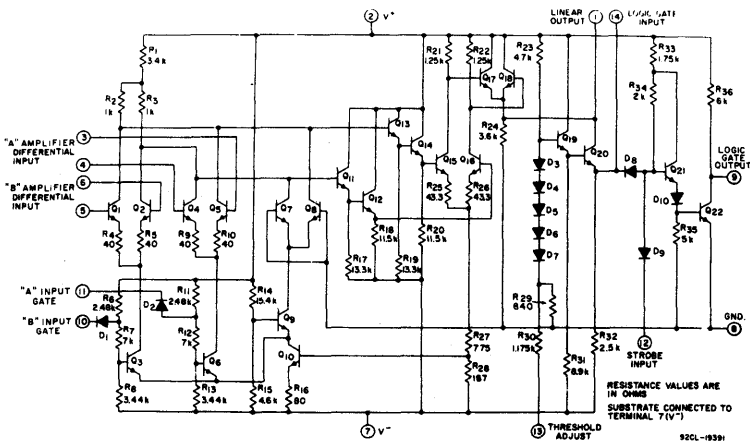 LINEAR OUTPUT
1
14
LOGIC GATE INPUT
2 V+
R1
3.4k
R2
1k
R3
1k
R21
1.25k
R22
1.25k
Q17
Q18
R23
4.7k
R33
1.75k
R34
2k
R36
6k
"A" AMPLIFIER DIFFERENTIAL INPUT
3
4
"B" AMPLIFIER DIFFERENTIAL INPUT
6
5
Q1
Q2
Q4
Q5
Q7
Q8
Q11
Q12
Q13
Q14
Q15
Q16
R24
3.6k
Q19
Q20
D3
D4
D5
D6
D7
D8
Q21
D10
Q22
D9
LOGIC GATE OUTPUT
9
R4
40
R5
40
R9
40
R10
40
R25
43.3
R26
43.3
R18
11.5k
R20
11.5k
R17
13.3k
R19
13.3k
R35
5k
"A" INPUT GATE
11
"B" INPUT GATE
10
D1
D2
R6
2.48k
R7
7k
R11
2.48k
R12
7k
R14
15.4k
Q3
Q6
Q9
Q10
R8
3.44k
R13
3.44k
R15
4.6k
R16
80
R27
775
R28
167
R29
640
R30
1.175k
R31
8.9k
R32
2.5k
GND.
8
12
STROBE INPUT
7 V-
13
THRESHOLD ADJUST
RESISTANCE VALUES ARE
IN OHMS
SUBSTRATE CONNECTED TO
TERMINAL 7 (V-)
92CL-19391